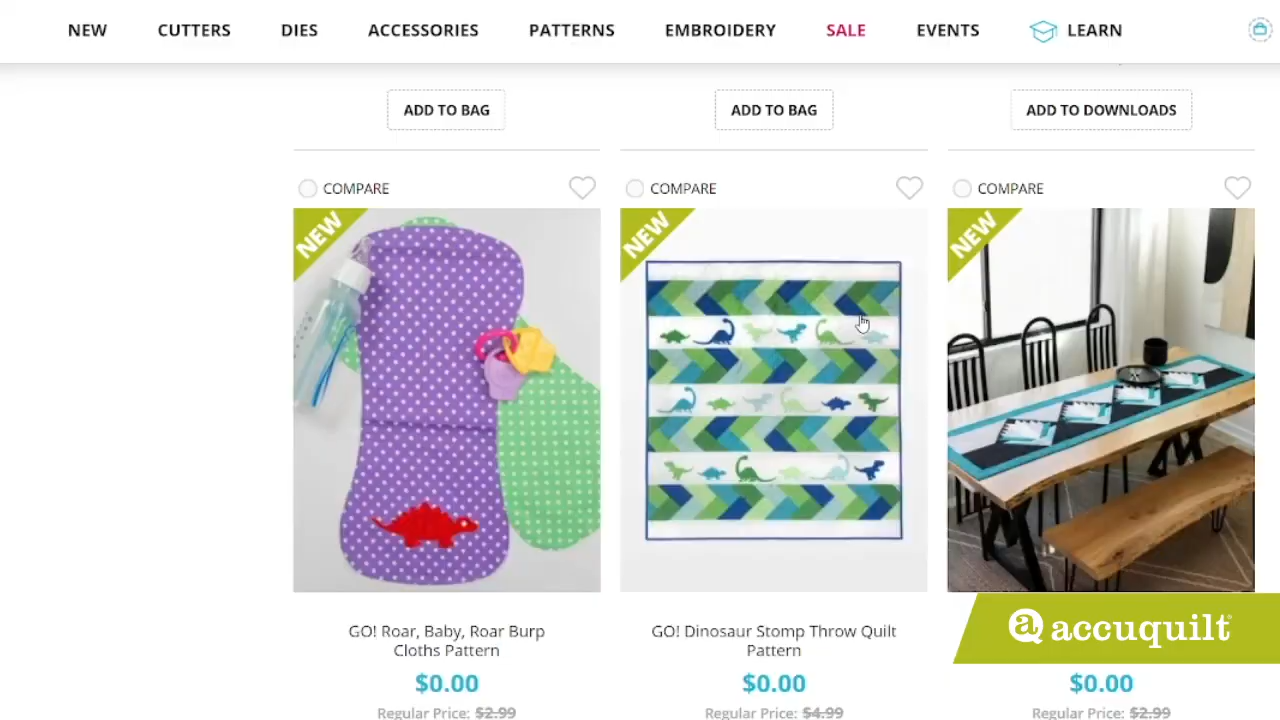 NEW CUTTERS DIES ACCESSORIES PATTERNS EMBROIDERY SALE EVENTS LEARN
ADD TO BAG ADD TO BAG ADD TO DOWNLOADS
COMPARE COMPARE COMPARE
NEW NEW NEW
GO! Roar, Baby, Roar Burp
Cloths Pattern
GO! Dinosaur Stomp Throw Quilt
Pattern
a accuquilt
$0.00 $0.00 $0.00
Regular Price: $2.99 Regular Price: $4.99 Regular Price: $2.99